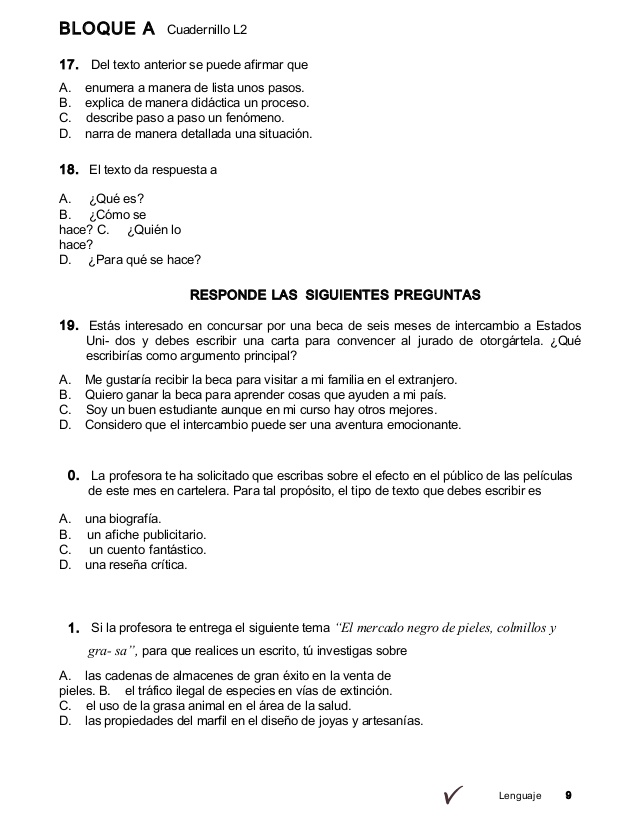 BLOQUE A Cuadernillo L2
17. Del texto anterior se puede afirmar que
A. enumera a manera de lista unos pasos.
B. explica de manera didáctica un proceso.
C. describe paso a paso un fenómeno.
D. narra de manera detallada una situación.
18. El texto da respuesta a
A. ¿Qué es?
B. ¿Cómo se
hace? C. ¿Quién lo
hace?
D. ¿Para qué se hace?
RESPONDE LAS SIGUIENTES PREGUNTAS
19. Estás interesado en concursar por una beca de seis meses de intercambio a Estados
Uni- dos y debes escribir una carta para convencer al jurado de otorgártela. ¿Qué
escribirías como argumento principal?
A. Me gustaría recibir la beca para visitar a mi familia en el extranjero.
B. Quiero ganar la beca para aprender cosas que ayuden a mi país.
C. Soy un buen estudiante aunque en mi curso hay otros mejores.
D. Considero que el intercambio puede ser una aventura emocionante.
0. La profesora te ha solicitado que escribas sobre el efecto en el público de las películas
de este mes en cartelera. Para tal propósito, el tipo de texto que debes escribir es
A. una biografía.
B. un afiche publicitario.
C. un cuento fantástico.
D. una reseña crítica.
1. Si la profesora te entrega el siguiente tema “El mercado negro de pieles, colmillos y
gra- sa”, para que realices un escrito, tú investigas sobre
A. las cadenas de almacenes de gran éxito en la venta de
pieles. B. el tráfico ilegal de especies en vías de extinción.
C. el uso de la grasa animal en el área de la salud.
D. las propiedades del marfil en el diseño de joyas y artesanías.
Lenguaje 9